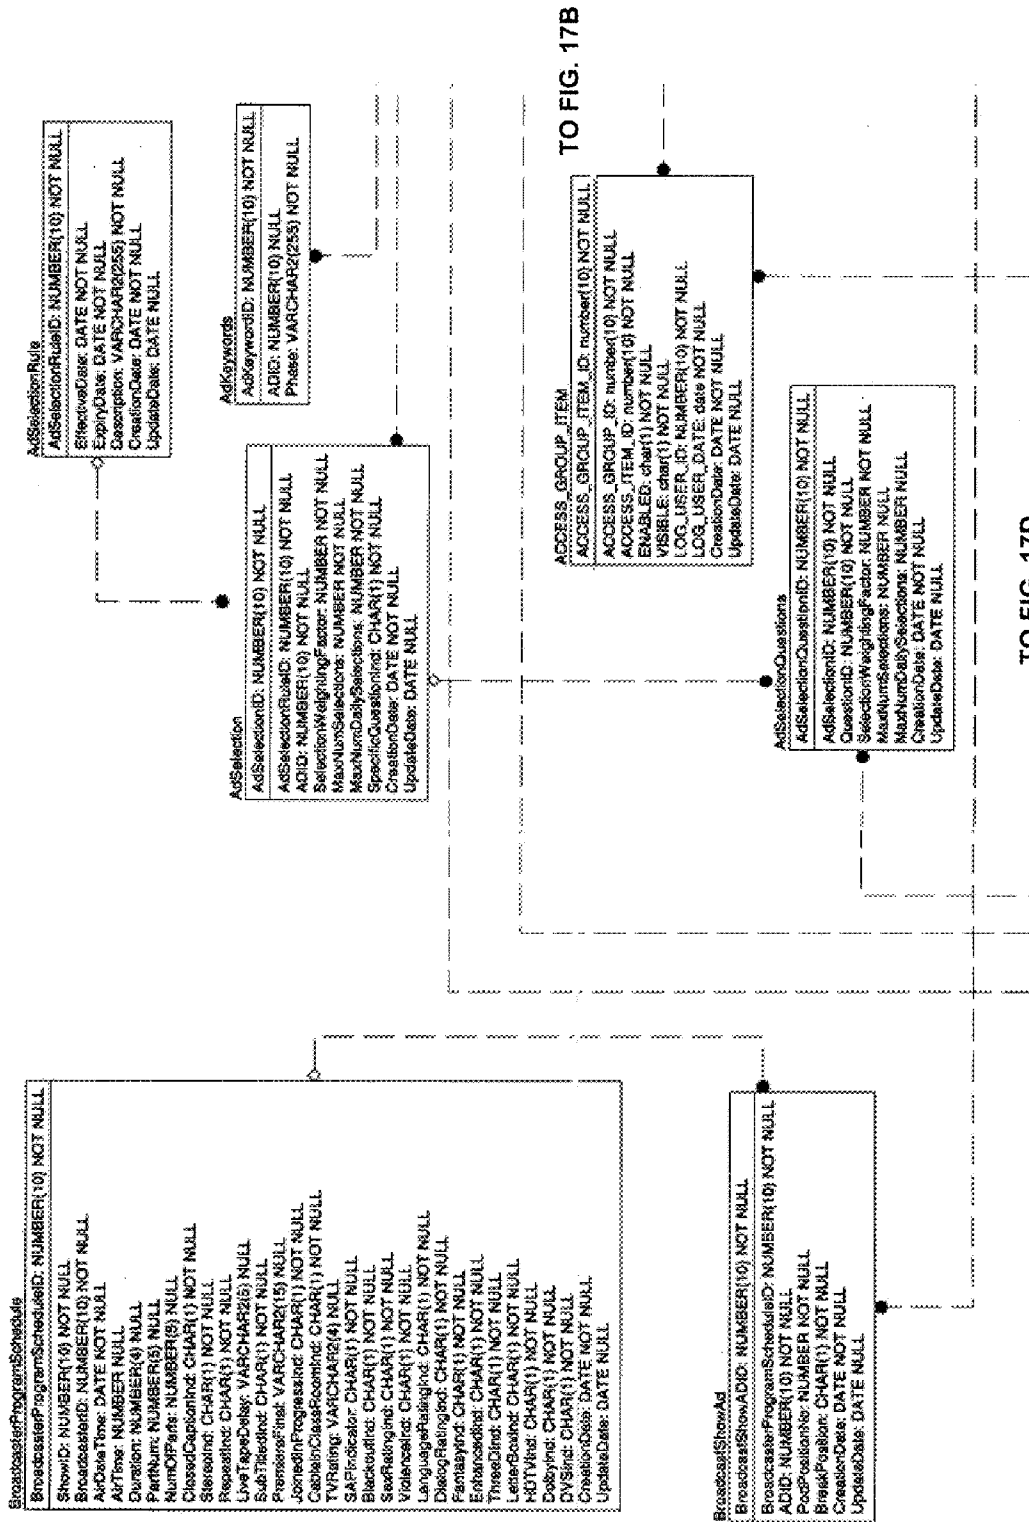 BroadcasterProgramSchedule
BroadcasterProgramScheduleID: NUMBER(10) NOT NULL
ShowID: NUMBER(10) NOT NULL
BroadcasterID: NUMBER(10) NOT NULL
AirDateTime: DATE NOT NULL
AirTime: NUMBER NULL
Duration: NUMBER(4) NULL
PartNum: NUMBER(5) NULL
NumOfParts: NUMBER(5) NULL
ClosedCaptionInd: CHAR(1) NOT NULL
StereoInd: CHAR(1) NOT NULL
RepeatInd: CHAR(1) NOT NULL
LiveTapeDelay: VARCHAR2(5) NULL
SubTitledInd: CHAR(1) NOT NULL
PremiereFinal: VARCHAR2(15) NULL
JoinedInProgressInd: CHAR(1) NOT NULL
CableInClassRoomInd: CHAR(1) NOT NULL
TVRating: VARCHAR2(4) NULL
SAPIndicator: CHAR(1) NOT NULL
BlackoutInd: CHAR(1) NOT NULL
SexRatingInd: CHAR(1) NOT NULL
ViolenceInd: CHAR(1) NOT NULL
LanguageRatingInd: CHAR(1) NOT NULL
DialogRatingInd: CHAR(1) NOT NULL
FantasyInd: CHAR(1) NOT NULL
EnhancedInd: CHAR(1) NOT NULL
ThreeDInd: CHAR(1) NOT NULL
LetterBoxInd: CHAR(1) NOT NULL
HDTVInd: CHAR(1) NOT NULL
DolbyInd: CHAR(1) NOT NULL
DVSInd: CHAR(1) NOT NULL
CreationDate: DATE NOT NULL
UpdateDate: DATE NULL
BroadcastShowAd
BroadcastShowADID: NUMBER(10) NOT NULL
BroadcasterProgramScheduleID: NUMBER(10) NOT NULL
ADID: NUMBER(10) NOT NULL
PodPositionNo: NUMBER NOT NULL
BreakPosition: CHAR(1) NOT NULL
CreationDate: DATE NOT NULL
UpdateDate: DATE NULL
AdSelection
AdSelectionID: NUMBER(10) NOT NULL
AdSelectionRuleID: NUMBER(10) NOT NULL
ADID: NUMBER(10) NOT NULL
SelectionWeighingFactor: NUMBER NOT NULL
MaxNumSelections: NUMBER NOT NULL
MaxNumDailySelections: NUMBER NOT NULL
SpecificQuestionInd: CHAR(1) NOT NULL
CreationDate: DATE NOT NULL
UpdateDate: DATE NULL
AdSelectionRule
AdSelectionRuleID: NUMBER(10) NOT NULL
EffectiveDate: DATE NOT NULL
ExpiryDate: DATE NOT NULL
Description: VARCHAR2(255) NOT NULL
CreationDate: DATE NOT NULL
UpdateDate: DATE NULL
AdKeywords
AdKeywordID: NUMBER(10) NOT NULL
ADID: NUMBER(10) NULL
Phase: VARCHAR2(255) NOT NULL
TO FIG. 17B
ACCESS_GROUP_ITEM
ACCESS_GROUP_ITEM_ID: number(10) NOT NULL
ACCESS_GROUP_ID: number(10) NOT NULL
ACCESS_ITEM_ID: number(10) NOT NULL
ENABLED: char(1) NOT NULL
VISIBLE: char(1) NOT NULL
LOG_USER_ID: NUMBER(10) NOT NULL
LOG_USER_DATE: date NOT NULL
CreationDate: DATE NOT NULL
UpdateDate: DATE NULL
AdSelectionQuestions
AdSelectionQuestionID: NUMBER(10) NOT NULL
AdSelectionID: NUMBER(10) NOT NULL
QuestionID: NUMBER(10) NOT NULL
SelectionWeightingFactor: NUMBER NOT NULL
MaxNumSelections: NUMBER NULL
MaxNumDailySelections: NUMBER NULL
CreationDate: DATE NOT NULL
UpdateDate: DATE NULL
TO FIG. 17D